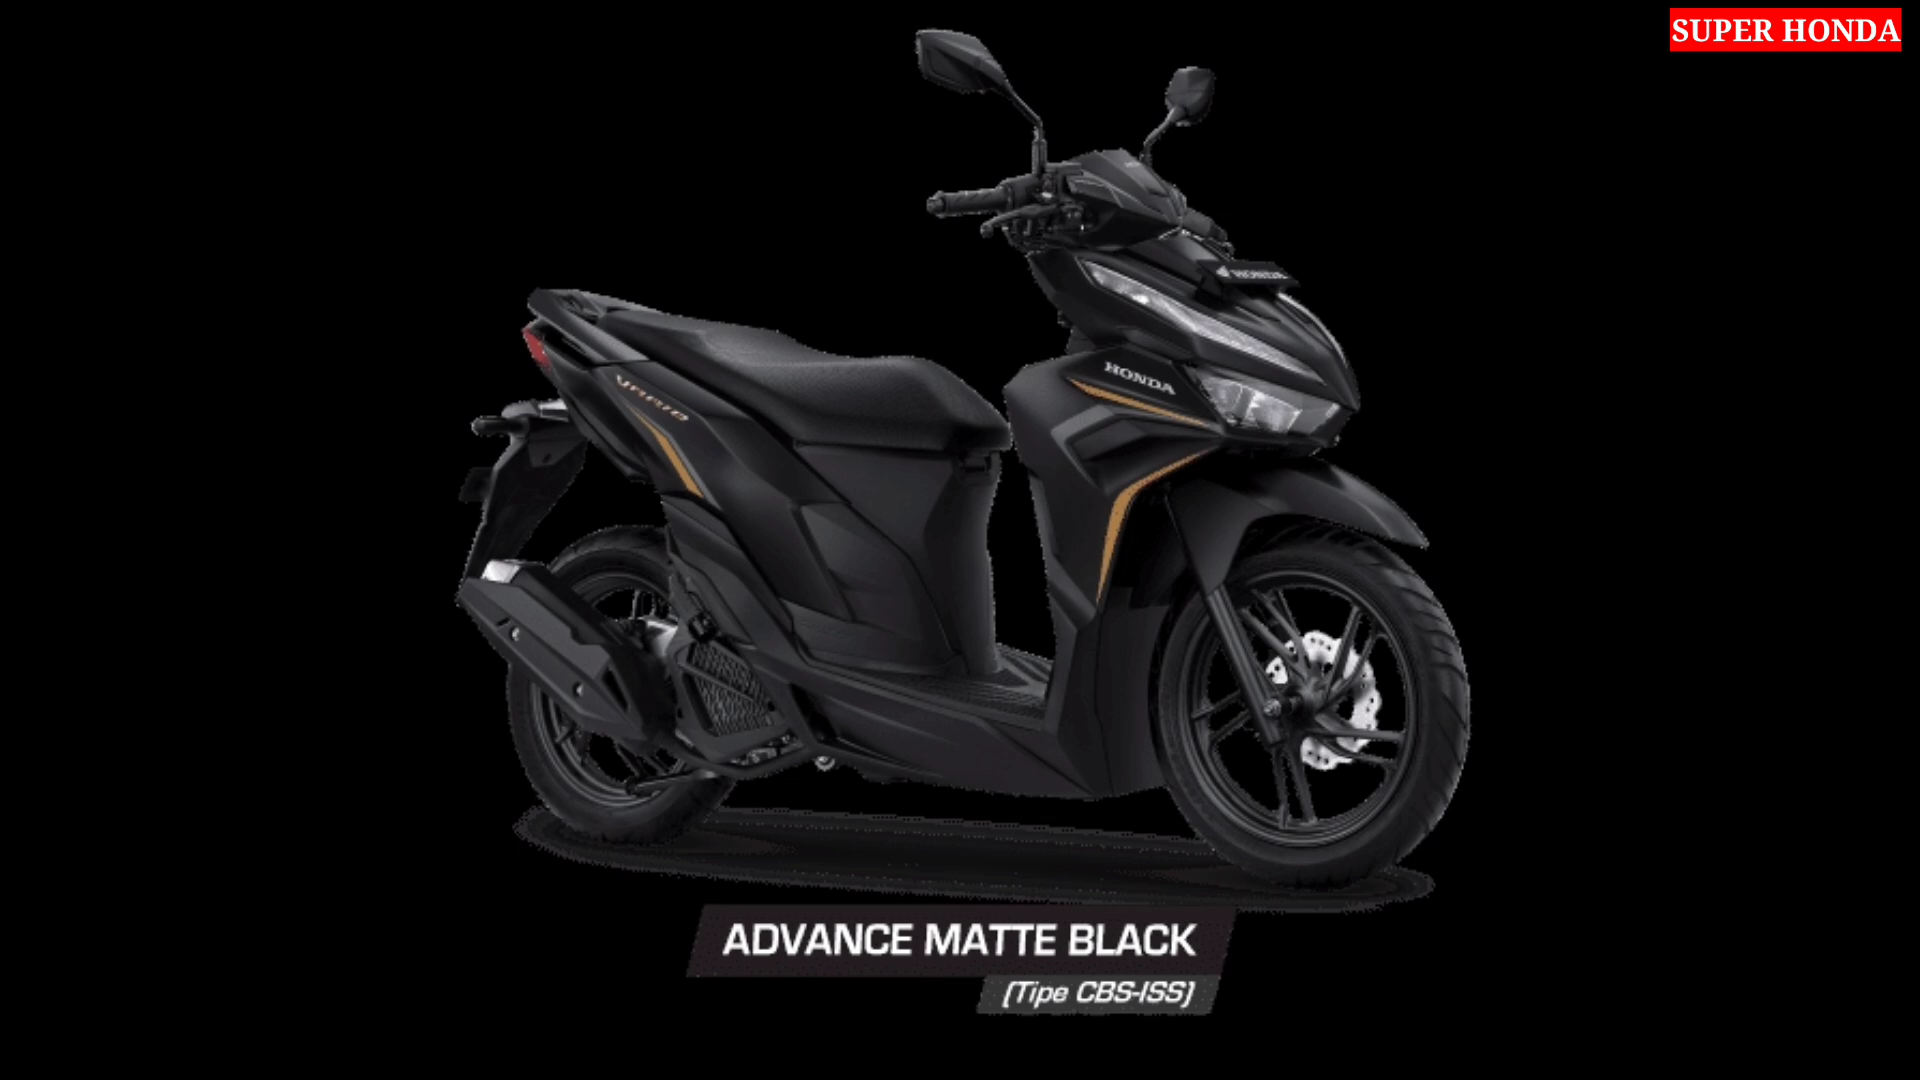 SUPER HONDA
HONDA
HONDA
VARIO
ADVANCE MATTE BLACK
[Tipe CBS-ISS]